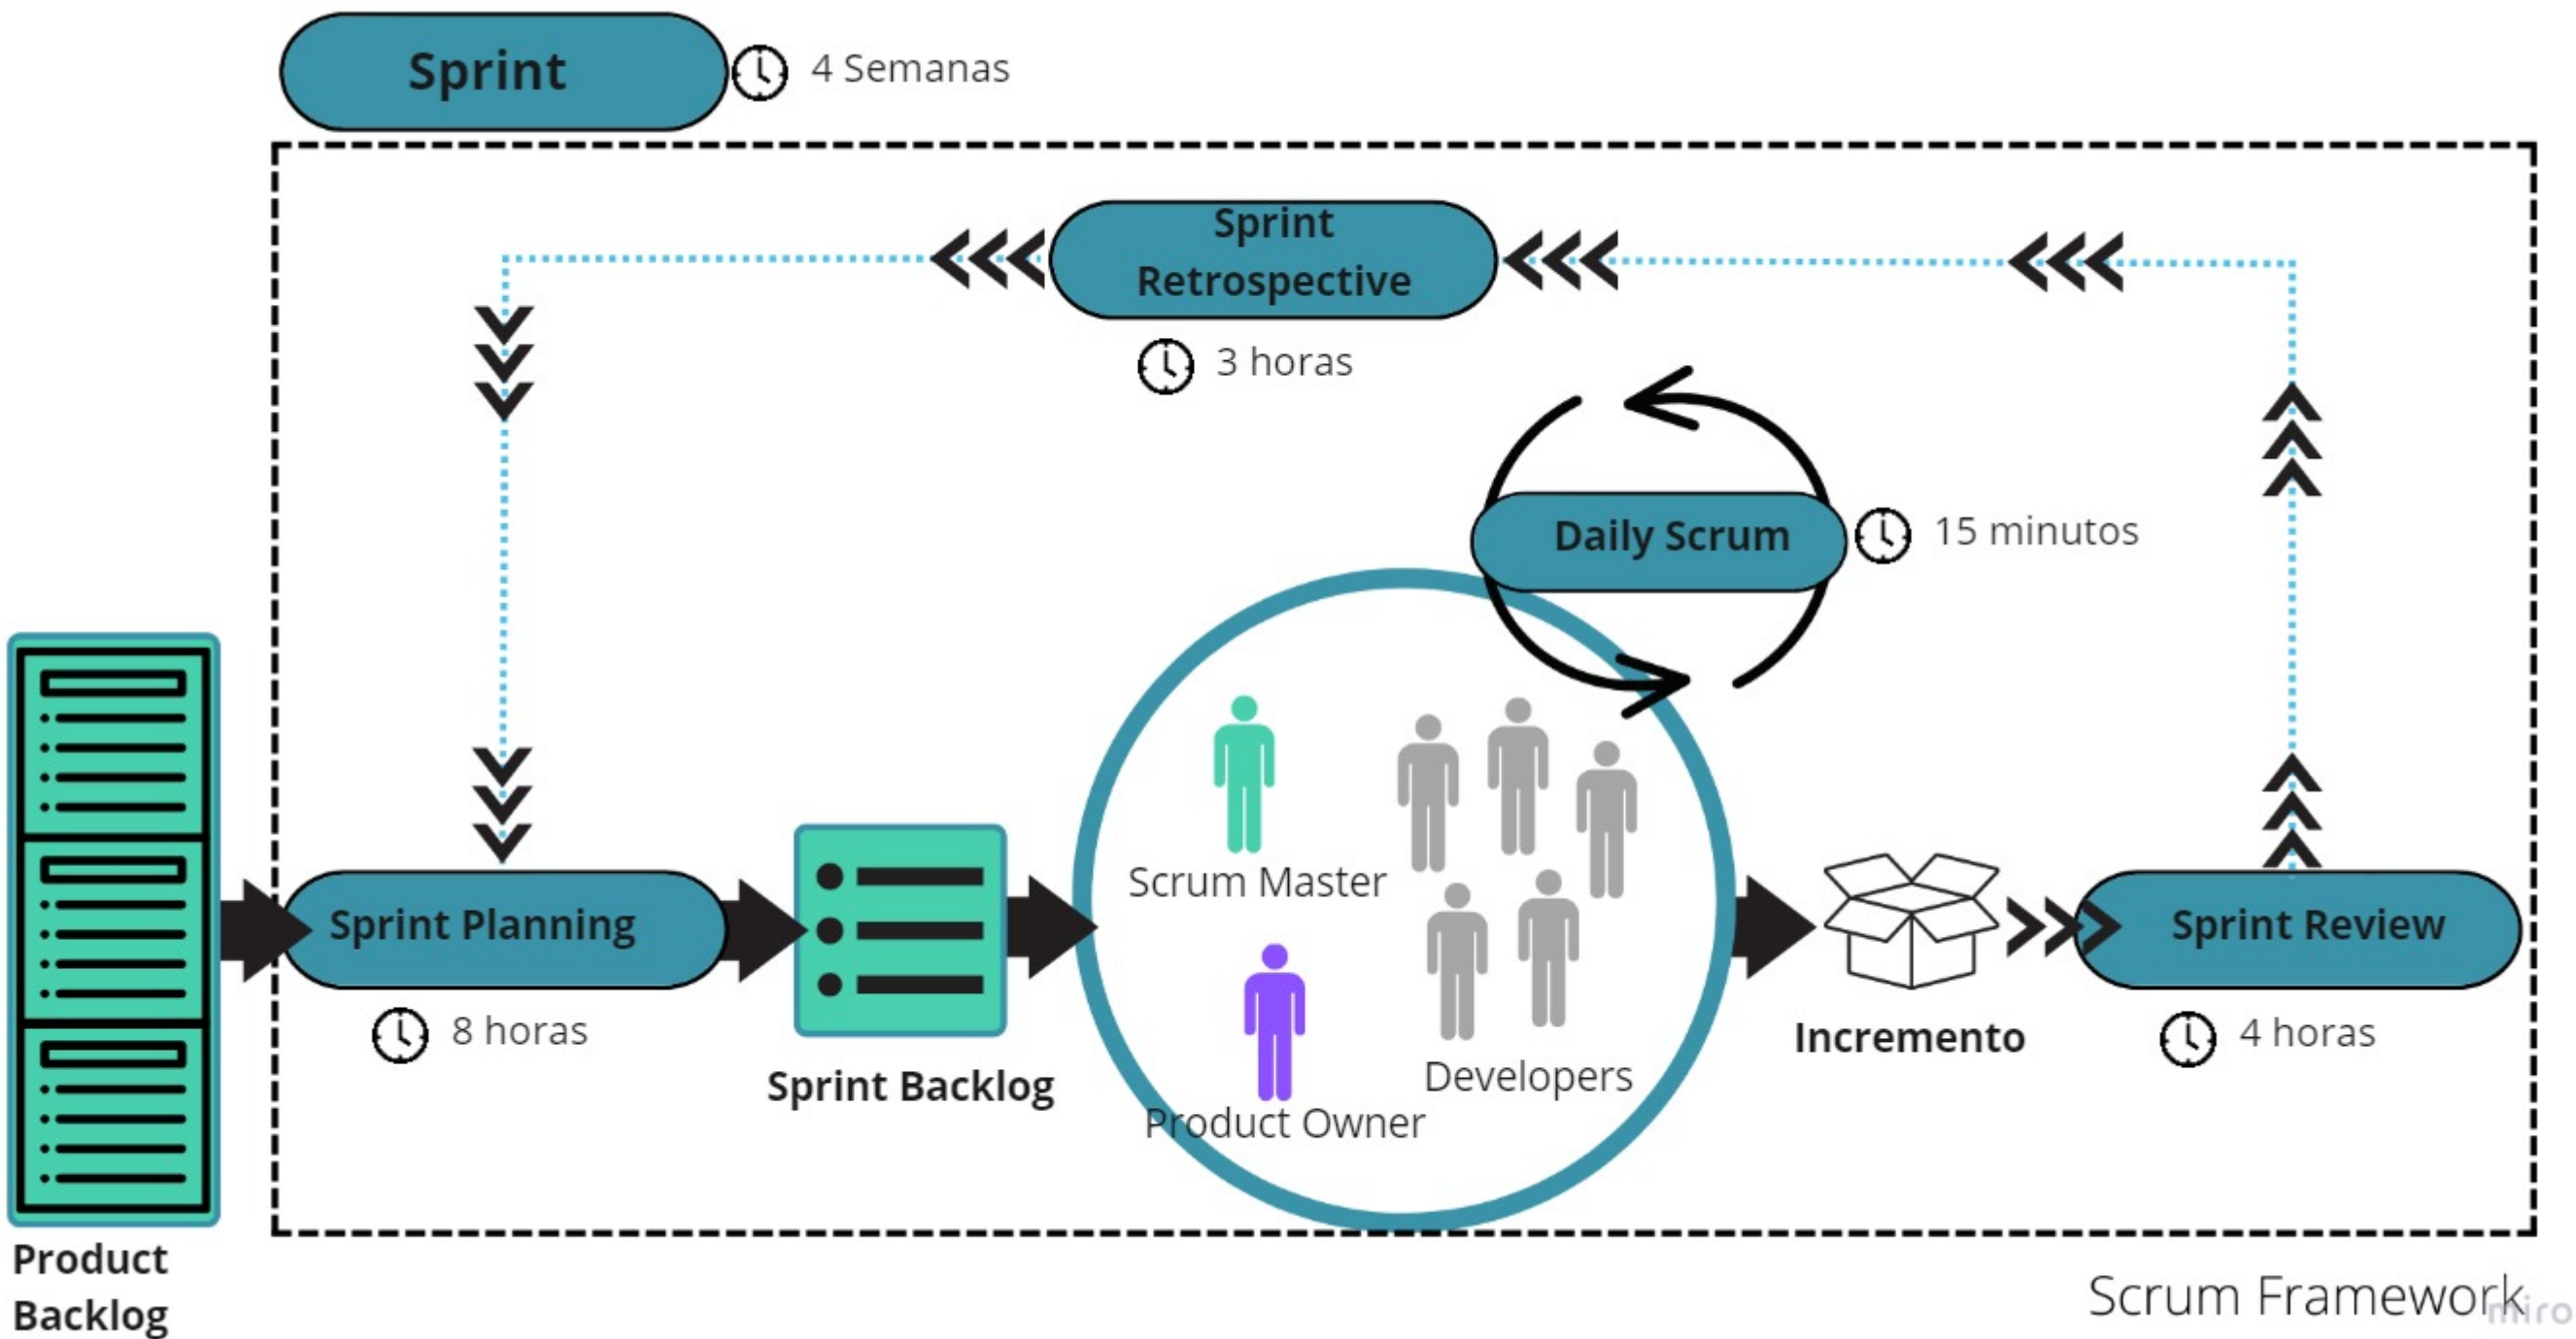 Sprint
4 Semanas
Sprint
Retrospective
3 horas
Daily Scrum
15 minutos
Sprint Planning
8 horas
Sprint Backlog
Scrum Master
Product Owner
Developers
Incremento
Sprint Review
4 horas
Product
Backlog
Scrum Framework
miro